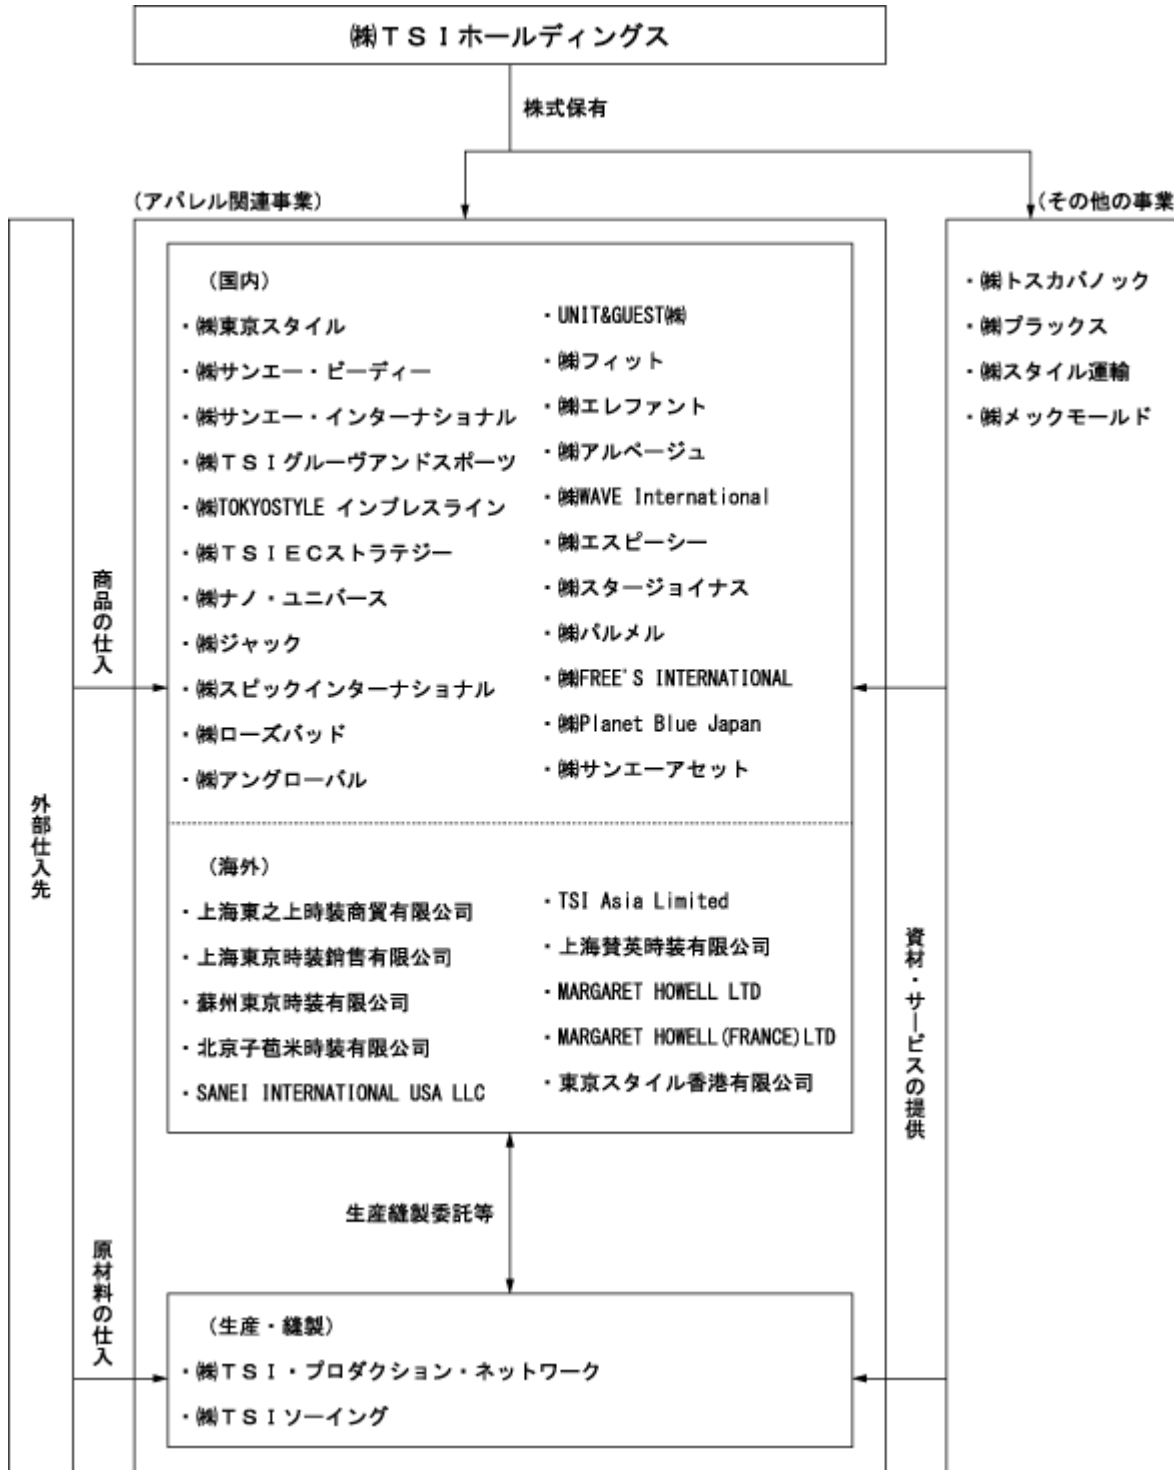 ㈱ＴＳＩホールディングス
株式保有
(アパレル関連事業)
(その他の事業
(国内)
・㈱東京スタイル
・㈱サンエー・ビーディー
・㈱サンエー・インターナショナル
・㈱ＴＳＩグルーヴアンドスポーツ
・㈱TOKYOSTYLE インプレスライン
・㈱ＴＳＩＥＣストラテジー
・㈱ナノ・ユニバース
・㈱ジャック
・㈱スピックインターナショナル
・㈱ローズバッド
・㈱アングローバル
・UNIT&GUEST㈱
・㈱フィット
・㈱エレファント
・㈱アルページュ
・㈱WAVE International
・㈱エスピーシー
・㈱スタージョイナス
・㈱パルメル
・㈱FREE'S INTERNATIONAL
・㈱Planet Blue Japan
・㈱サンエーアセット
(海外)
・上海東之上時装商貿有限公司
・上海東京時装銷售有限公司
・蘇州東京時装有限公司
・北京子苞米時装有限公司
・SANEI INTERNATIONAL USA LLC
・TSI Asia Limited
・上海賛英時装有限公司
・MARGARET HOWELL LTD
・MARGARET HOWELL(FRANCE)LTD
・東京スタイル香港有限公司
生産縫製委託等
(生産・縫製)
・㈱ＴＳＩ・プロダクション・ネットワーク
・㈱ＴＳＩソーイング
・㈱トスカバノック
・㈱プラックス
・㈱スタイル運輸
・㈱メックモールド
外部仕入先
商品の仕入
原材料の仕入
資材・サービスの提供